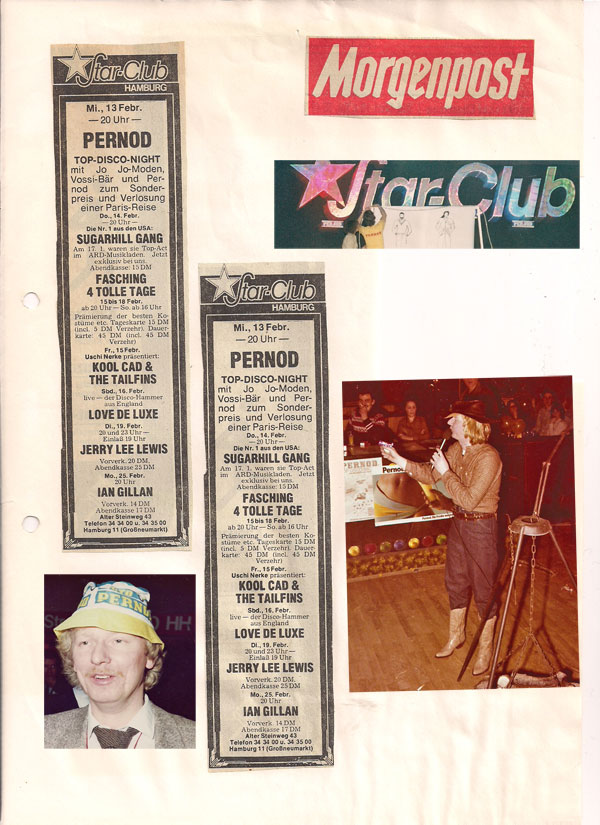 Star-Club
HAMBURG
Mi., 13 Febr.
— 20 Uhr —
PERNOD
TOP-DISCO-NIGHT
mit Jo Jo-Moden,
Vossi-Bär und Per-
nod zum Sonder-
preis und Verlosung
einer Paris-Reise
Do., 14. Febr.
— 20 Uhr —
Die Nr. 1 aus den USA:
SUGARHILL GANG
Am 17. 1. waren sie Top-Act
im ARD-Musikladen. Jetzt
exklusiv bei uns.
Abendkasse: 15 DM
FASCHING
4 TOLLE TAGE
15 bis 18 Febr.
ab 20 Uhr — So. ab 16 Uhr
Prämierung der besten Ko-
stüme etc. Tageskarte 15 DM
(incl. 5 DM Verzehr). Dauer-
karte: 45 DM (incl. 45 DM
Verzehr)
Fr., 15 Febr.
Uschi Nerke präsentiert:
KOOL CAD &
THE TAILFINS
Sbd., 16. Febr.
live — der Disco-Hammer
aus England
LOVE DE LUXE
Di., 19. Febr.
20 und 23 Uhr —
Einlaß 19 Uhr
JERRY LEE LEWIS
Vorverk. 20 DM,
Abendkasse 25 DM
Mo., 25. Febr.
20 Uhr
IAN GILLAN
Vorverk. 14 DM
Abendkasse 17 DM
Alter Steinweg 43
Telefon 34 34 00 u. 34 35 00
Hamburg 11 (Großneumarkt)
Morgenpost
Star-Club
Star-Club
HAMBURG
Mi., 13 Febr.
— 20 Uhr —
PERNOD
TOP-DISCO-NIGHT
mit Jo Jo-Moden,
Vossi-Bär und Per-
nod zum Sonder-
preis und Verlosung
einer Paris-Reise
Do., 14. Febr.
— 20 Uhr —
Die Nr. 1 aus den USA:
SUGARHILL GANG
Am 17. 1. waren sie Top-Act
im ARD-Musikladen. Jetzt
exklusiv bei uns.
Abendkasse: 15 DM
FASCHING
4 TOLLE TAGE
15 bis 18 Febr.
ab 20 Uhr — So. ab 16 Uhr
Prämierung der besten Ko-
stüme etc. Tageskarte 15 DM
(incl. 5 DM Verzehr). Dauer-
karte: 45 DM (incl. 45 DM
Verzehr)
Fr., 15 Febr.
Uschi Nerke präsentiert:
KOOL CAD &
THE TAILFINS
Sbd., 16. Febr.
live — der Disco-Hammer
aus England
LOVE DE LUXE
Di., 19. Febr.
20 und 23 Uhr —
Einlaß 19 Uhr
JERRY LEE LEWIS
Vorverk. 20 DM,
Abendkasse 25 DM
Mo., 25. Febr.
20 Uhr
IAN GILLAN
Vorverk. 14 DM
Abendkasse 17 DM
Alter Steinweg 43
Telefon 34 34 00 u. 34 35 00
Hamburg 11 (Großneumarkt)
PERNOD
Pernod
PERNOD
HH